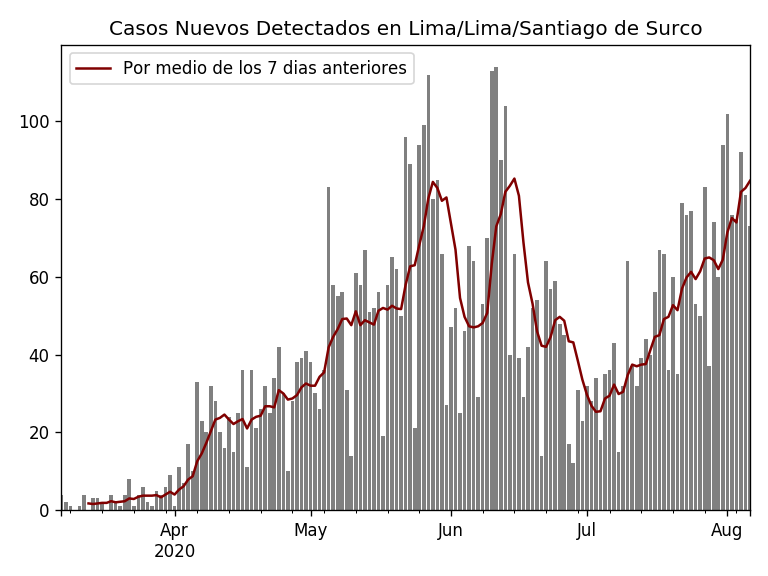 Casos Nuevos Detectados en Lima/Lima/Santiago de Surco
Por medio de los 7 dias anteriores
100
80
60
40
20
0
Apr
2020
May
Jun
Jul
Aug